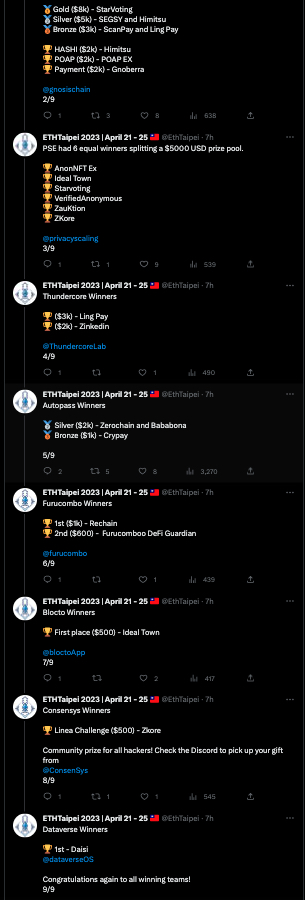 🥇 Gold ($8k) - StarVoting
🥈 Silver ($5k) - SEGSY and Himitsu
🥉 Bronze ($3k) - ScanPay and Ling Pay
🏆 HASHI ($2k) - Himitsu
🏆 POAP ($2k) - POAP EX
🏆 Payment ($2k) - Gnoberra
@gnosischain
2/9
1 3 8 638
ETHTaipei 2023 | April 21 - 25 🇹🇼 @EthTaipei · 7h
PSE had 6 equal winners splitting a $5000 USD prize pool.
🏆 AnonNFT Ex
🏆 Ideal Town
🏆 Starvoting
🏆 VerifiedAnonymous
🏆 ZauKtion
🏆 ZKore
@privacyscaling
3/9
1 1 9 539
ETHTaipei 2023 | April 21 - 25 🇹🇼 @EthTaipei · 7h
Thundercore Winners
🏆 ($3k) - Ling Pay
🏆 ($2k) - Zinkedin
@ThundercoreLab
4/9
1 1 490
ETHTaipei 2023 | April 21 - 25 🇹🇼 @EthTaipei · 7h
Autopass Winners
🥈 Silver ($2k) - Zerochain and Bababona
🥉 Bronze ($1k) - Crypay
5/9
2 5 8 3,270
ETHTaipei 2023 | April 21 - 25 🇹🇼 @EthTaipei · 7h
Furucombo Winners
🏆 1st ($1k) - Rechain
🏆 2nd ($600) - Furucomboo DeFi Guardian
@furucombo
6/9
1 1 439
ETHTaipei 2023 | April 21 - 25 🇹🇼 @EthTaipei · 7h
Blocto Winners
🏆 First place ($500) - Ideal Town
@bloctoApp
7/9
1 2 417
ETHTaipei 2023 | April 21 - 25 🇹🇼 @EthTaipei · 7h
Consensys Winners
🏆 Linea Challenge ($500) - Zkore
Community prize for all hackers! Check the Discord to pick up your gift
from
@ConsenSys
8/9
1 1 1 545
ETHTaipei 2023 | April 21 - 25 🇹🇼 @EthTaipei · 7h
Dataverse Winners
🏆 1st - Daisi
@dataverseOS
Congratulations again to all winning teams!
9/9